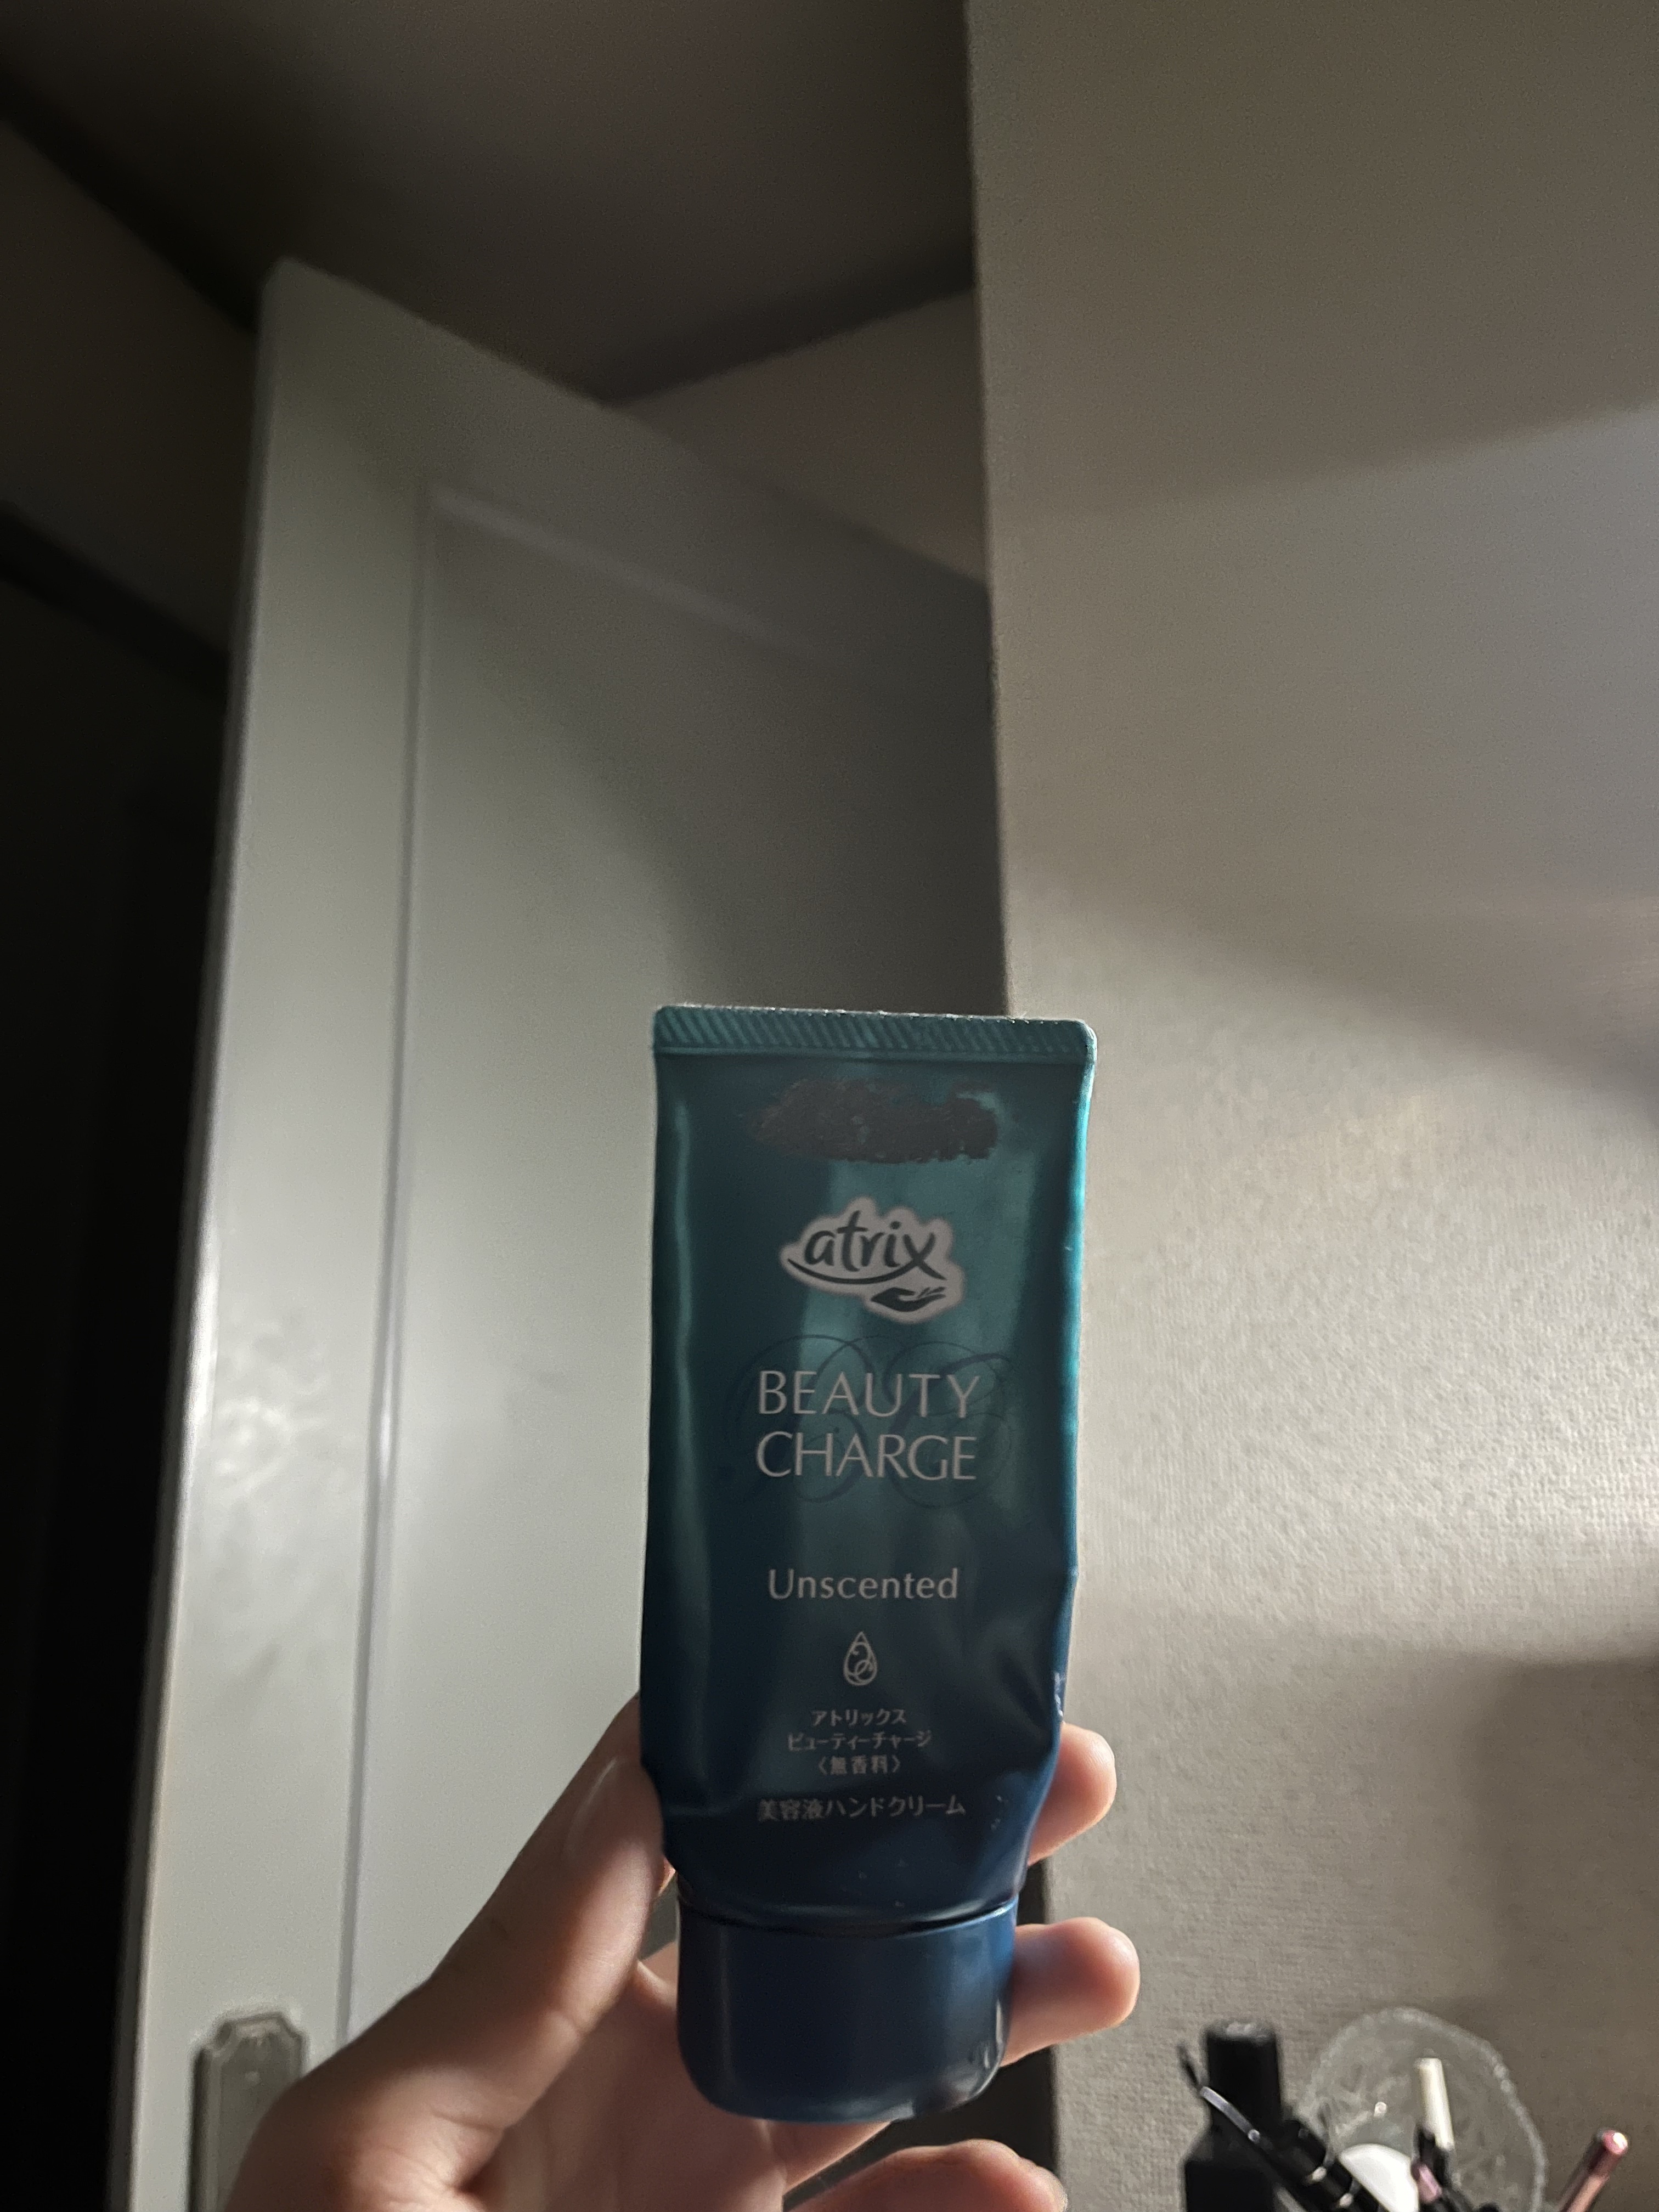 atrix
BEAUTY
CHARGE
Unscented
アトリックス
ビューティーチャージ
〈無香料〉
美容液ハンドクリーム